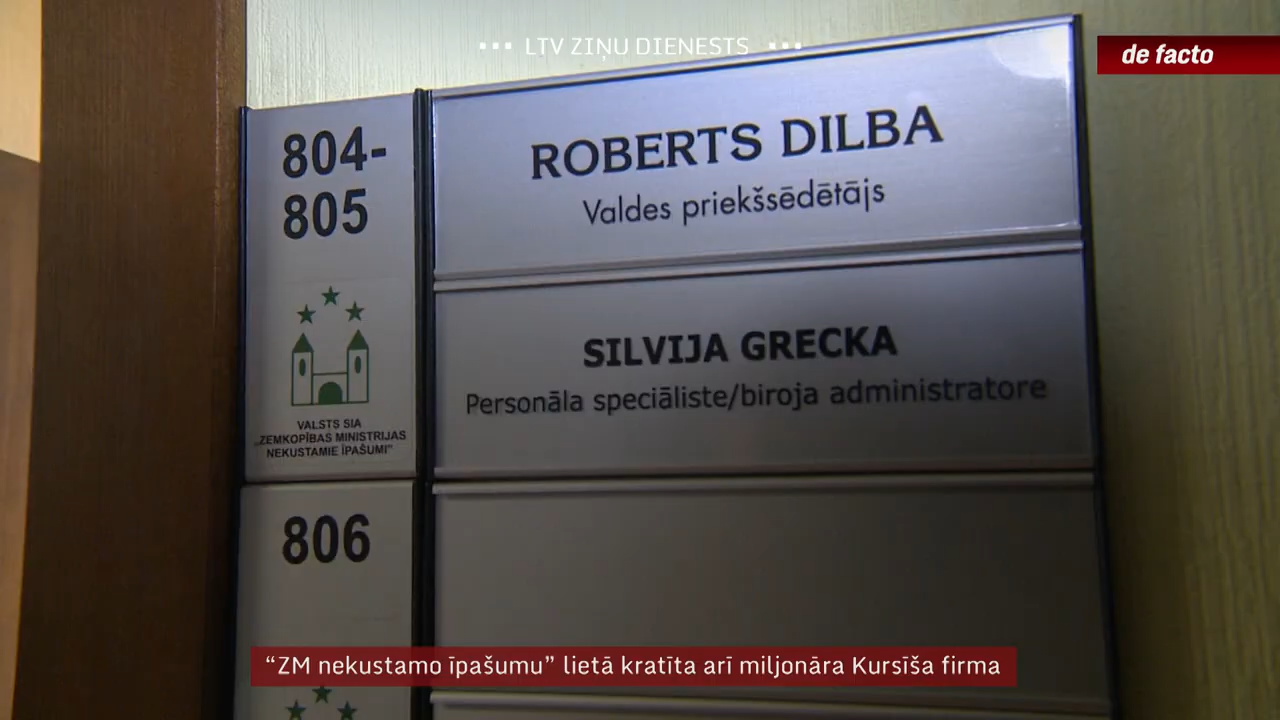 LTV ZIŅU DIENESTS
de facto
804-
805
ROBERTS DILBA
Valdes priekšsēdētājs
SILVIJA GRECKA
Personāla speciāliste/biroja administratore
VALSTS SIA
„ZEMKOPĪBAS MINISTRIJAS
NEKUSTAMIE ĪPAŠUMI”
806
“ZM nekustamo īpašumu” lietā kratīta arī miljonāra Kursīša firma